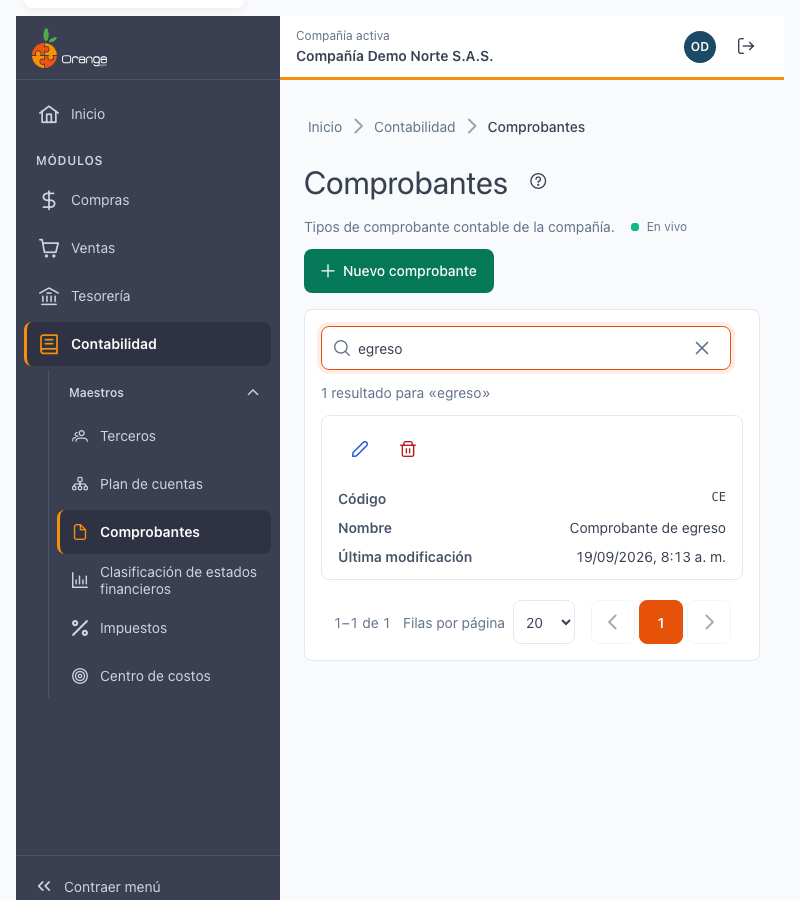 Orange
Compañía activa
Compañía Demo Norte S.A.S.
OD
Inicio
MÓDULOS
Compras
Ventas
Tesorería
Contabilidad
Maestros
Terceros
Plan de cuentas
Comprobantes
Clasificación de estados
financieros
Impuestos
Centro de costos
Contraer menú
Inicio > Contabilidad > Comprobantes
Comprobantes
Tipos de comprobante contable de la compañía. En vivo
+ Nuevo comprobante
egreso
1 resultado para «egreso»
Código CE
Nombre Comprobante de egreso
Última modificación 19/09/2026, 8:13 a. m.
1–1 de 1 Filas por página 20 1